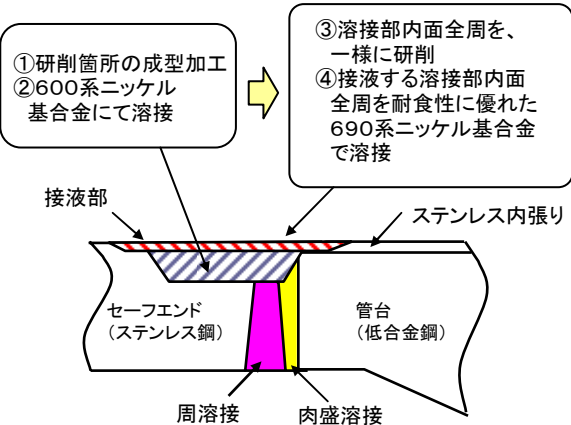 ①研削箇所の成型加工
②600系ニッケル
基合金にて溶接
③溶接部内面全周を、
一様に研削
④接液する溶接部内面
全周を耐食性に優れた
690系ニッケル基合金
で溶接
接液部
ステンレス内張り
セーフエンド
(ステンレス鋼)
管台
(低合金鋼)
周溶接
肉盛溶接